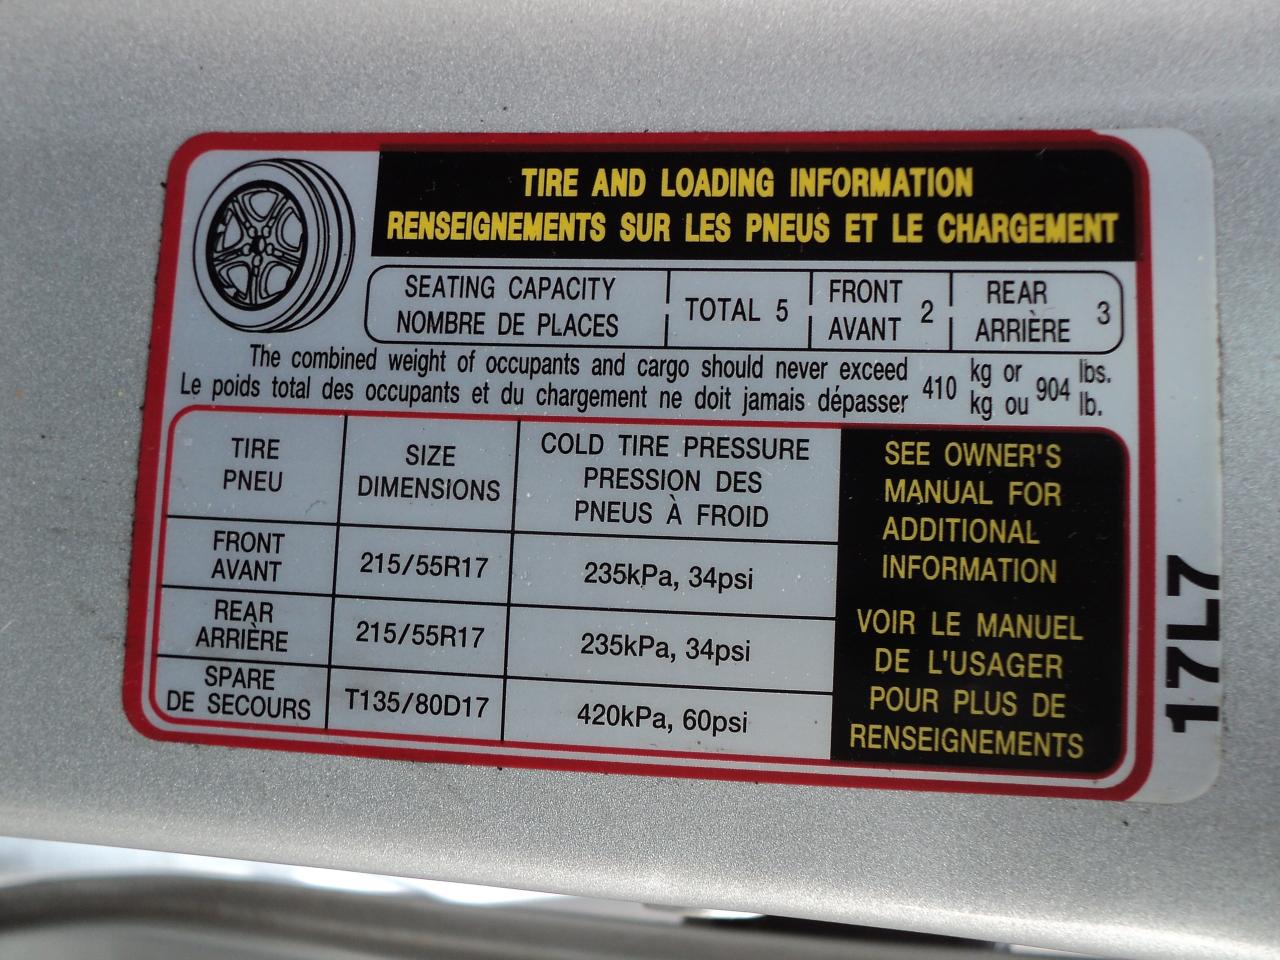 TIRE AND LOADING INFORMATION
RENSEIGNEMENTS SUR LES PNEUS ET LE CHARGEMENT
SEATING CAPACITY
NOMBRE DE PLACES
TOTAL 5
FRONT
AVANT 2
REAR
ARRIÈRE 3
The combined weight of occupants and cargo should never exceed 410 kg or 904 lbs.
Le poids total des occupants et du chargement ne doit jamais dépasser 410 kg ou 904 lb.
TIRE
PNEU
SIZE
DIMENSIONS
COLD TIRE PRESSURE
PRESSION DES
PNEUS À FROID
FRONT
AVANT
215/55R17
235kPa, 34psi
REAR
ARRIÈRE
215/55R17
235kPa, 34psi
SPARE
DE SECOURS
T135/80D17
420kPa, 60psi
SEE OWNER'S
MANUAL FOR
ADDITIONAL
INFORMATION
VOIR LE MANUEL
DE L'USAGER
POUR PLUS DE
RENSEIGNEMENTS
17L7